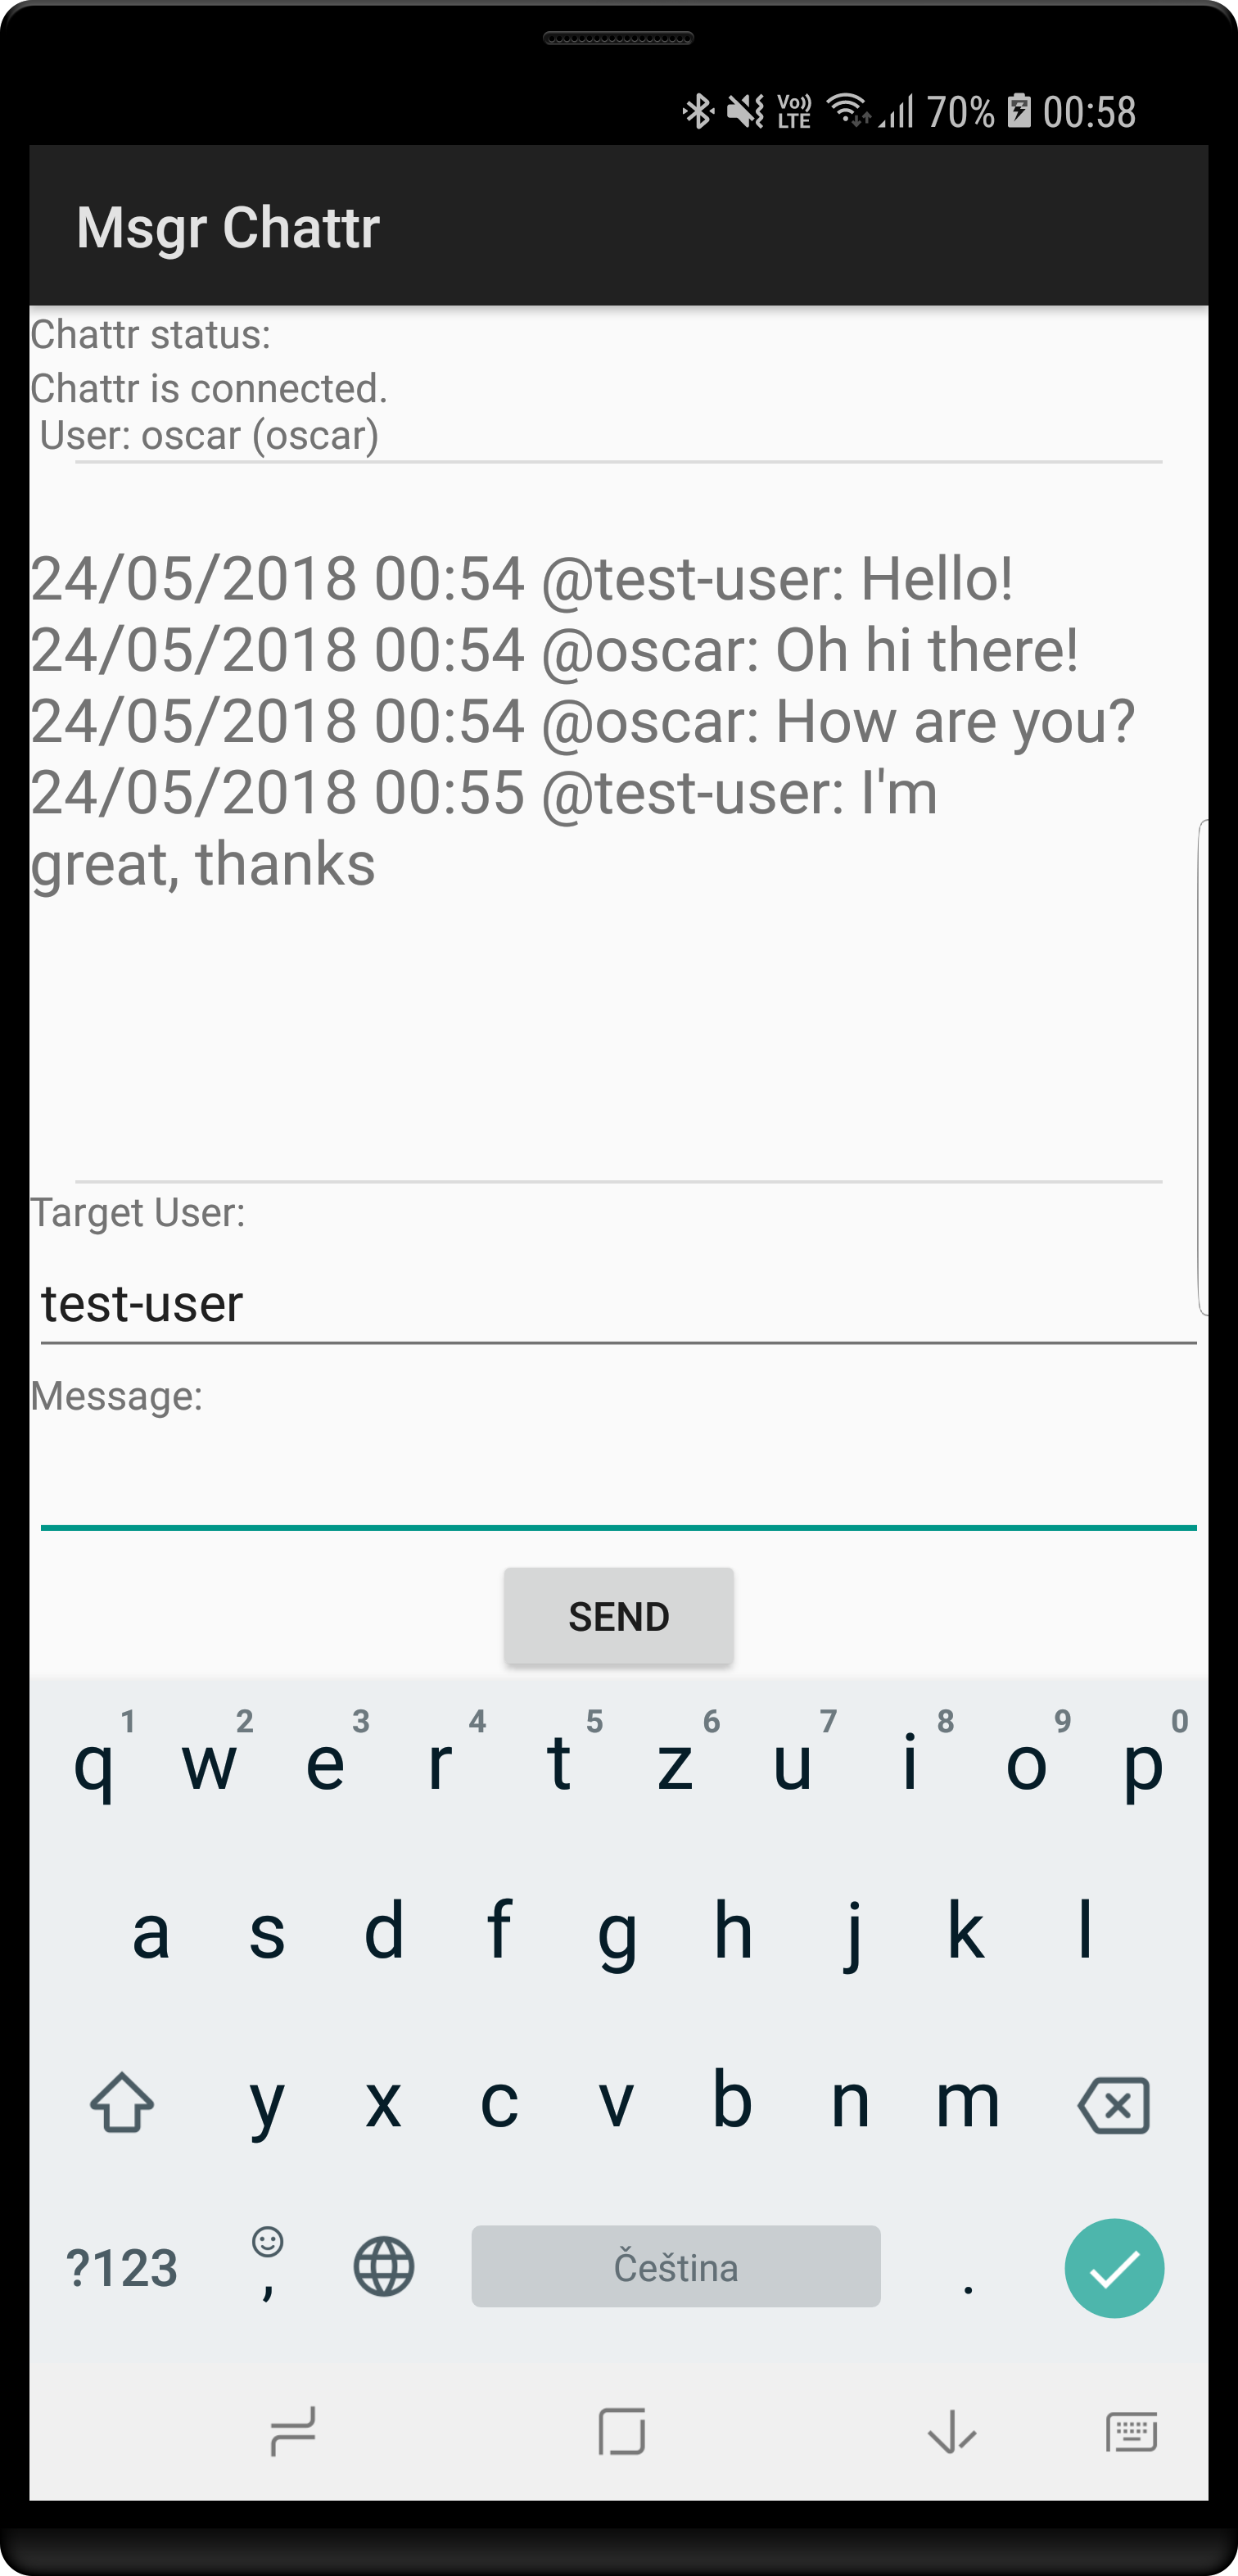 Vo)) LTE 70% 00:58
Msgr Chattr
Chattr status:
Chattr is connected.
User: oscar (oscar)
24/05/2018 00:54 @test-user: Hello!
24/05/2018 00:54 @oscar: Oh hi there!
24/05/2018 00:54 @oscar: How are you?
24/05/2018 00:55 @test-user: I'm
great, thanks
Target User:
test-user
Message:
SEND
1 2 3 4 5 6 7 8 9 0
q w e r t z u i o p
a s d f g h j k l
y x c v b n m
?123 , Čeština .